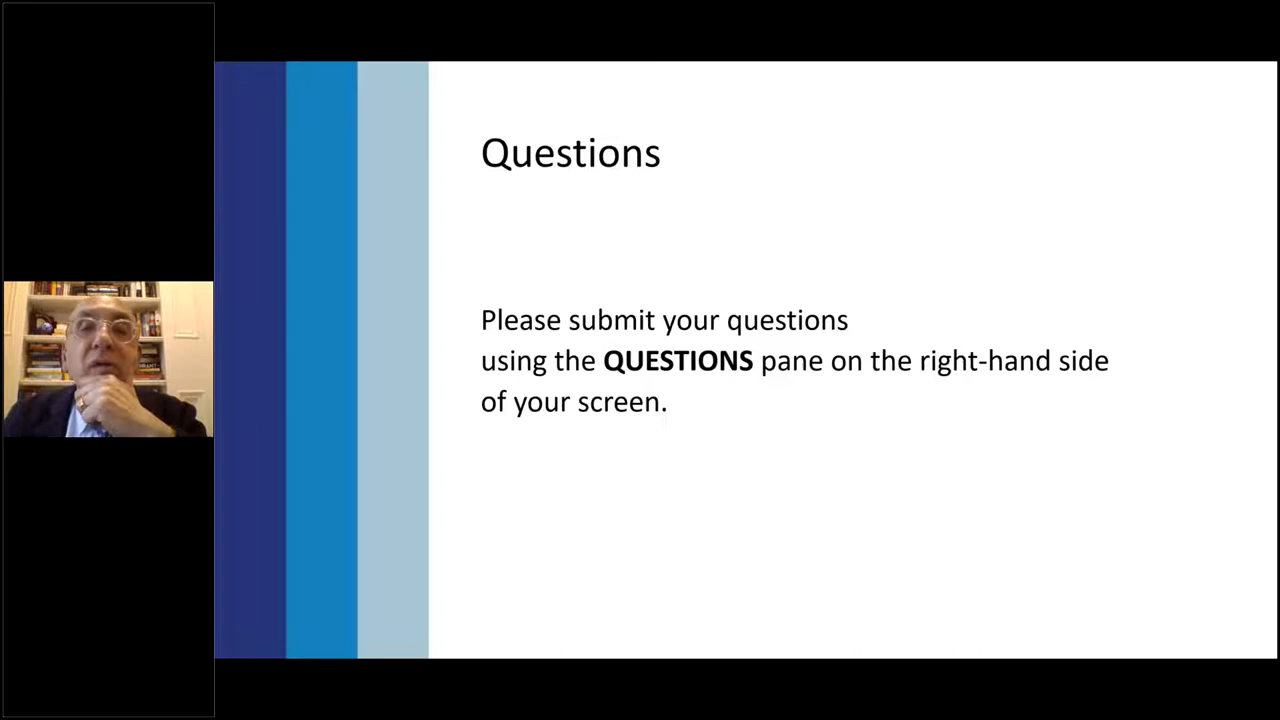 Questions
Please submit your questions
using the QUESTIONS pane on the right-hand side
of your screen.